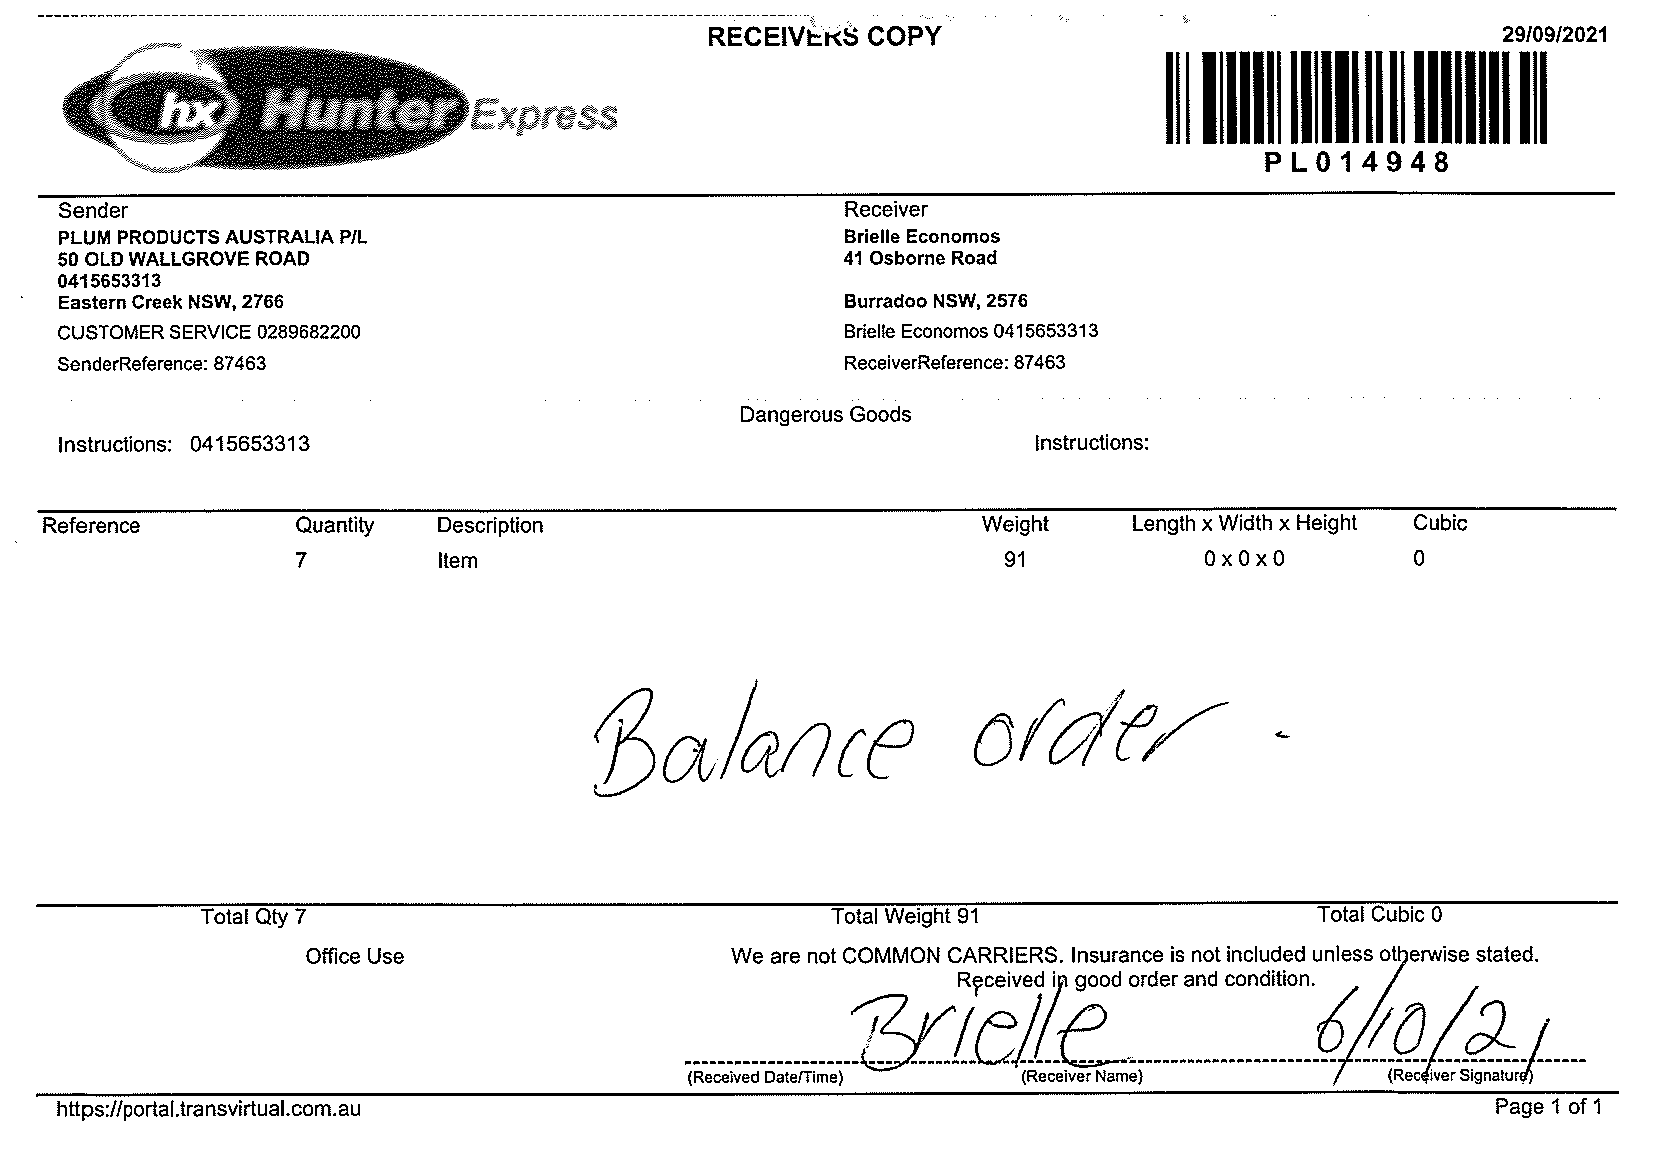 RECEIVERS COPY
29/09/2021
hx Hunter Express
PL014948
Sender
PLUM PRODUCTS AUSTRALIA P/L
50 OLD WALLGROVE ROAD
0415653313
Eastern Creek NSW, 2766
CUSTOMER SERVICE 0289682200
SenderReference: 87463
Receiver
Brielle Economos
41 Osborne Road
Burradoo NSW, 2576
Brielle Economos 0415653313
ReceiverReference: 87463
Dangerous Goods
Instructions: 0415653313
Instructions:
Reference Quantity Description Weight Length x Width x Height Cubic
7 Item 91 0 x 0 x 0 0
Balance order -
Total Qty 7 Total Weight 91 Total Cubic 0
Office Use
We are not COMMON CARRIERS. Insurance is not included unless otherwise stated.
Received in good order and condition.
Brielle 6/10/21
(Received Date/Time) (Receiver Name) (Receiver Signature)
https://portal.transvirtual.com.au Page 1 of 1